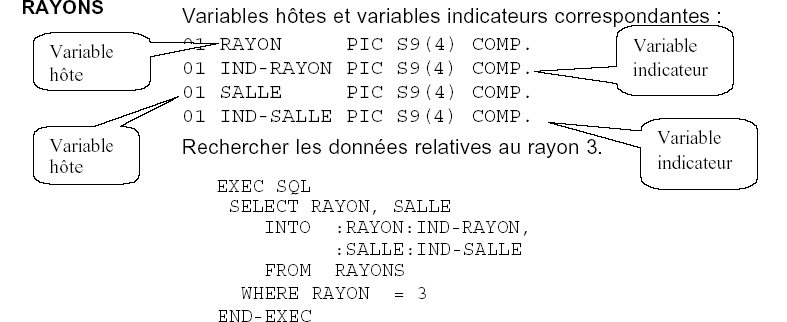 RAYONS
Variables hôtes et variables indicateurs correspondantes :
Variable
hôte
01 RAYON PIC S9(4) COMP.
Variable
indicateur
01 IND-RAYON PIC S9(4) COMP.
01 SALLE PIC S9(4) COMP.
01 IND-SALLE PIC S9(4) COMP.
Variable
hôte
Variable
indicateur
Rechercher les données relatives au rayon 3.
EXEC SQL
SELECT RAYON, SALLE
INTO :RAYON:IND-RAYON,
:SALLE:IND-SALLE
FROM RAYONS
WHERE RAYON = 3
END-EXEC